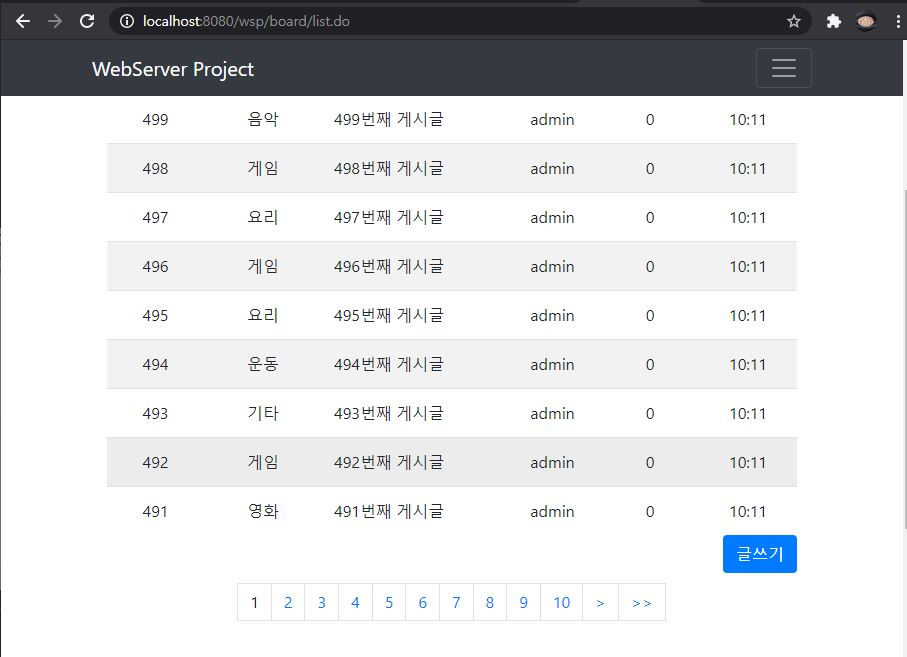 localhost:8080/wsp/board/list.do
WebServer Project
499 음악 499번째 게시글 admin 0 10:11
498 게임 498번째 게시글 admin 0 10:11
497 요리 497번째 게시글 admin 0 10:11
496 게임 496번째 게시글 admin 0 10:11
495 요리 495번째 게시글 admin 0 10:11
494 운동 494번째 게시글 admin 0 10:11
493 기타 493번째 게시글 admin 0 10:11
492 게임 492번째 게시글 admin 0 10:11
491 영화 491번째 게시글 admin 0 10:11
글쓰기
1 2 3 4 5 6 7 8 9 10 > >>